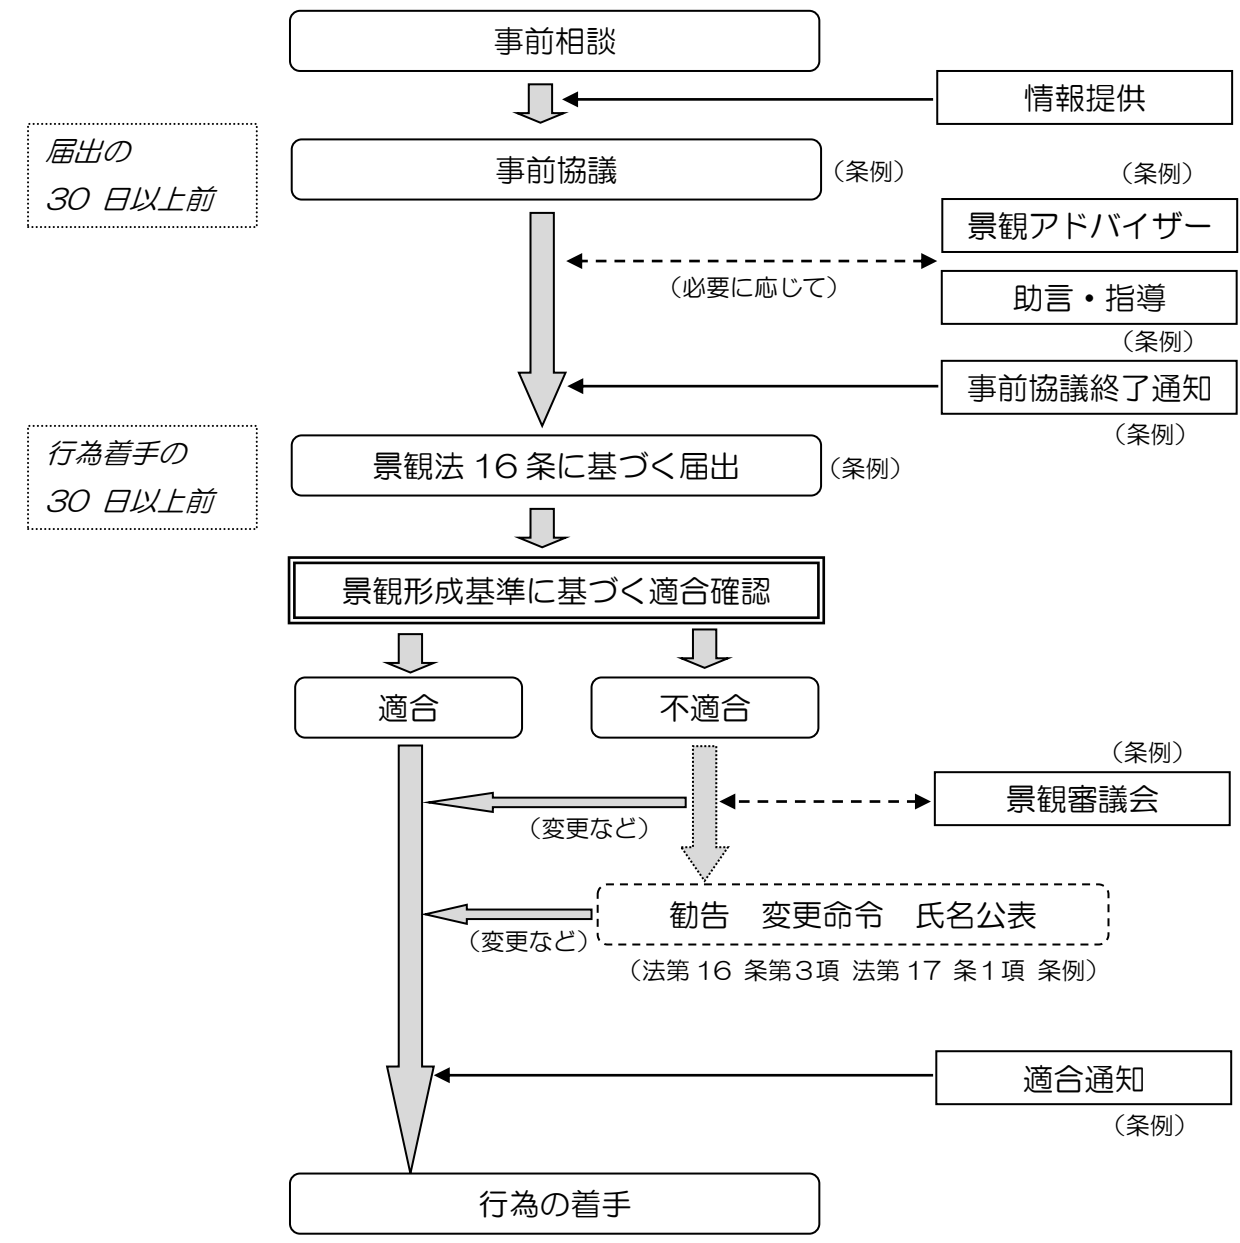 事前相談
情報提供
届出の
30 日以上前
事前協議
（条例）
（条例）
景観アドバイザー
（必要に応じて）
助言・指導
（条例）
事前協議終了通知
（条例）
行為着手の
30 日以上前
景観法 16 条に基づく届出
（条例）
景観形成基準に基づく適合確認
適合
不適合
（条例）
景観審議会
（変更など）
勧告　変更命令　氏名公表
（変更など）
（法第 16 条第３項 法第 17 条１項 条例）
適合通知
（条例）
行為の着手